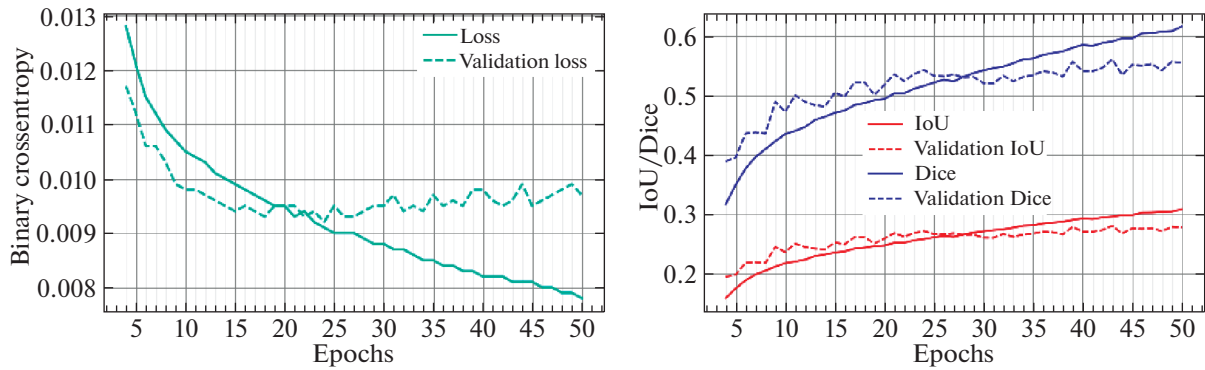 Binary crossentropy
0.013
0.012
0.011
0.010
0.009
0.008
Loss
Validation loss
5 10 15 20 25 30 35 40 45 50
Epochs
IoU/Dice
0.6
0.5
0.4
0.3
0.2
IoU
Validation IoU
Dice
Validation Dice
5 10 15 20 25 30 35 40 45 50
Epochs